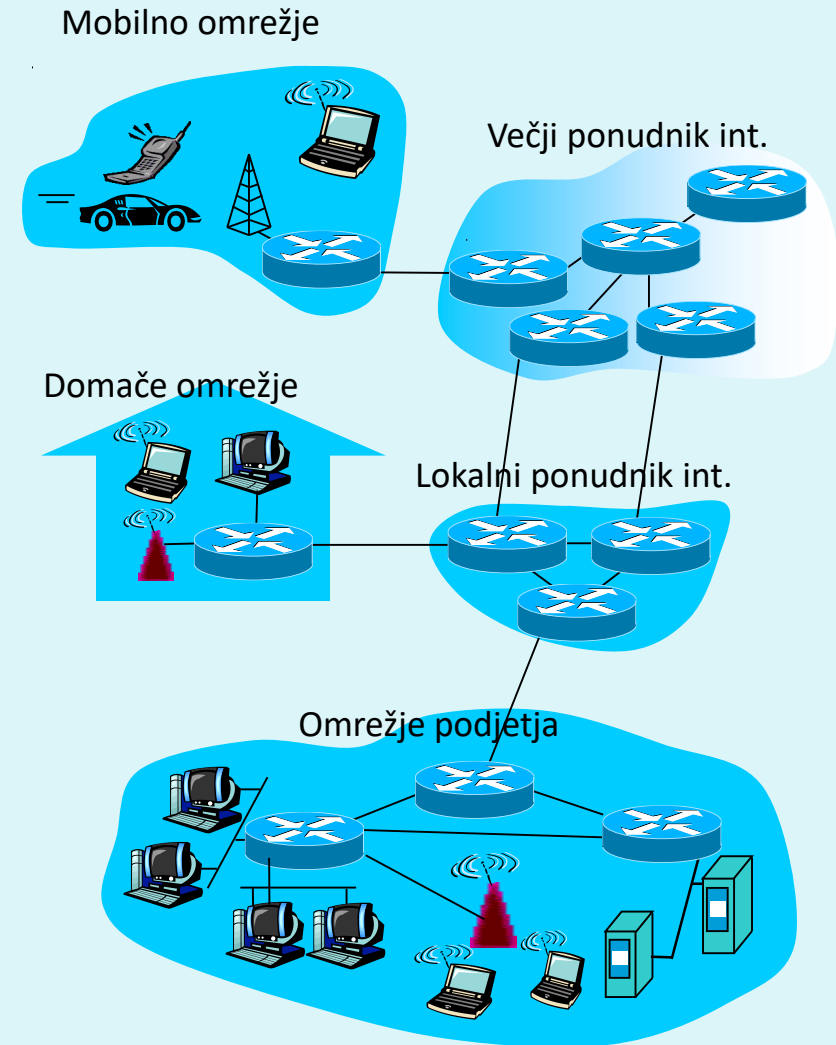 Mobilno omrežje
Večji ponudnik int.
Domače omrežje
Lokalni ponudnik int.
Omrežje podjetja